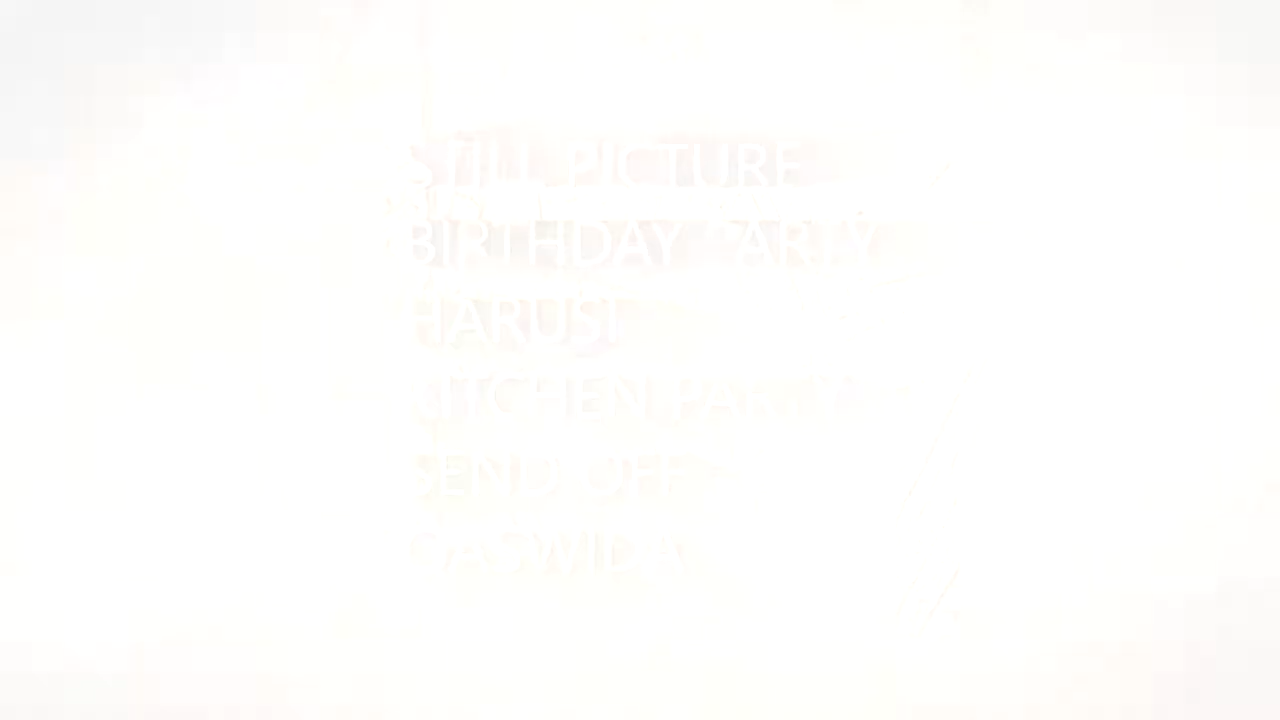 STILL PICTURE
BIRTHDAY PARTY
HARUSI
KITCHEN PARTY
SEND OFF